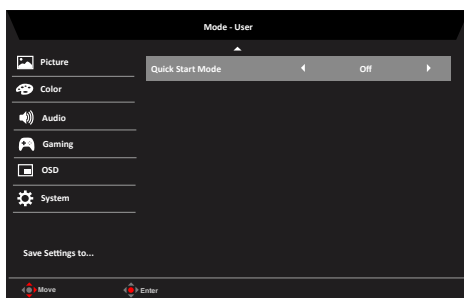 Mode - User
Picture
Quick Start Mode Off
Color
Audio
Gaming
OSD
System
Save Settings to...
Move Enter